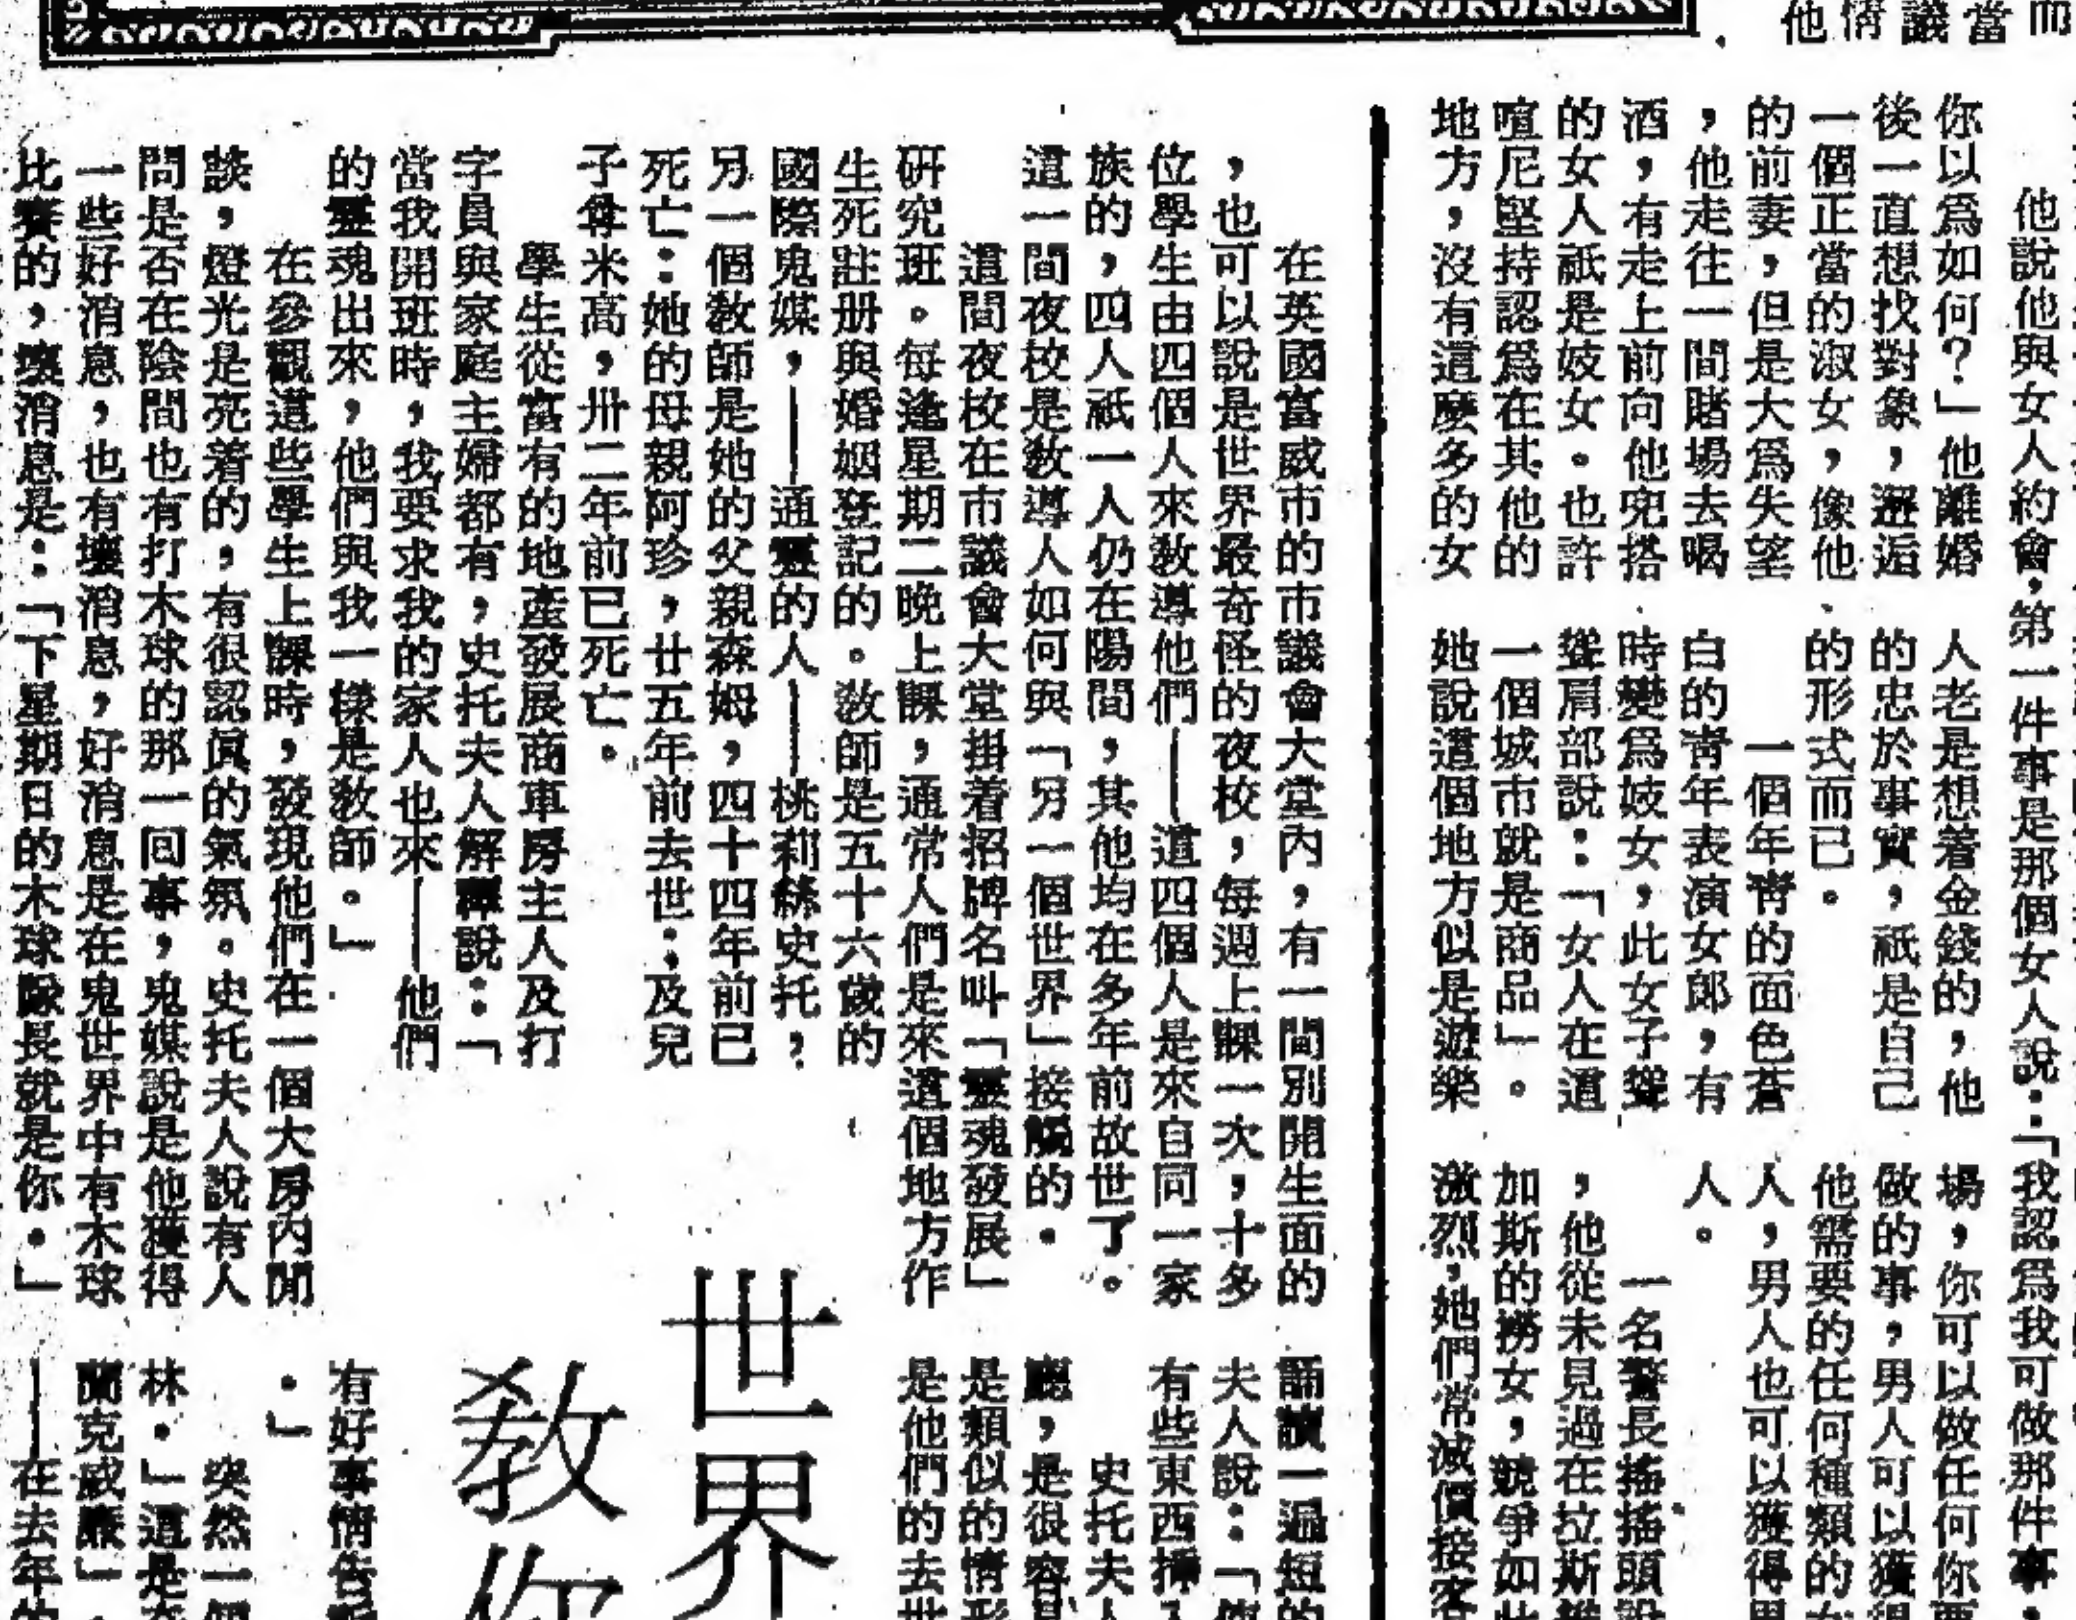 而
當
議
情
他
他說他與女人約會，第一件事是那個女人說：「我認爲我可做那件事，
你以爲如何？」他離婚
後一直想找對象，邂逅
一個正當的淑女，像他
的前妻，但是大爲失望
，他走往一間賭場去喝
酒，有走上前向他兜搭
的女人祇是妓女。也許
喧尼堅持認爲在其他的
地方，沒有這麼多的女
人老是想着金錢的，他
的忠於事實，祇是自己
的形式而已。
一個年青的面色蒼
白的青年表演女郎，有
時變爲妓女，此女子聳
聳肩部說：「女人在這
一個城市就是商品」。
她說這個地方似是遊樂
場，你可以做任何你要
做的事，男人可以獲得
他需要的任何種類的女
人，男人也可以獲得男
人。
一名警長搖搖頭說
，他從未見過在拉斯維
加斯的撈女，競爭如此
激烈，她們常減價接客
在英國富威市的市議會大堂內，有一間別開生面的
，也可以說是世界最奇怪的夜校，每週上課一次，十多
位學生由四個人來敎導他們——這四個人是來自同一家
族的，四人祇一人仍在陽間，其他均在多年前故世了。
這一間夜校是敎導人如何與「另一個世界」接觸的。
這間夜校在市議會大堂掛着招牌名叫「靈魂發展」
研究班。每逢星期二晚上課，通常人們是來這個地方作
生死註册與婚姻登記的。敎師是五十六歲的
國際鬼媒，——通靈的人——桃莉絲史托，
另一個敎師是她的父親森姆，四十四年前已
死亡：她的母親阿珍，廿五年前去世；及兒
子米高，卅二年前已死亡。
學生從富有的地產發展商車房主人及打
字員與家庭主婦都有，史托夫人解釋說：「
當我開班時，我要求我的家人也來——他們
的靈魂出來，他們與我一樣是敎師。」
在參觀這些學生上課時，發現他們在一個大房內閒
談，燈光是亮着的，有很認眞的氣氛。史托夫人說有人
問是否在陰間也有打木球的那一回事，鬼媒說是他獲得
一些好消息，也有壞消息，好消息是在鬼世界中有木球
比賽的，壞消息是：「下星期日的木球隊長就是你。」
世界
敎你
誦讀一遍短的
夫人說：「
有些東西
史托夫人
廳，是很容
是類似的情形
是他們的去世
有好事情告訴
。」
突然一個
林。」這是
蘭克威廉」，
——在去年的